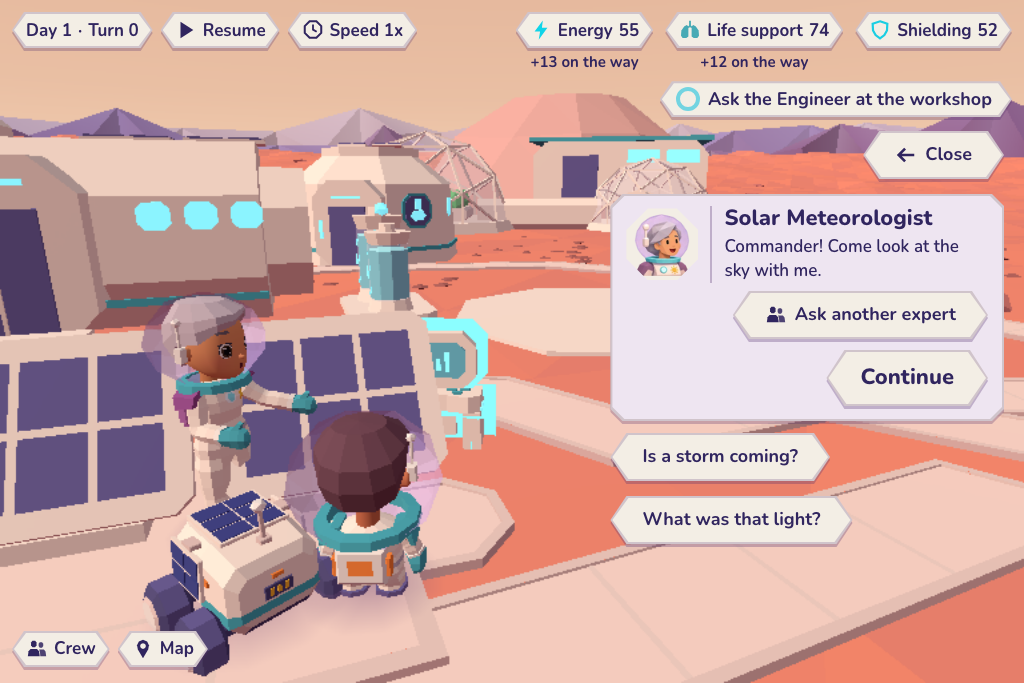 Day 1 · Turn 0
Resume
Speed 1x
Energy 55
Life support 74
Shielding 52
+13 on the way
+12 on the way
Ask the Engineer at the workshop
Close
Solar Meteorologist
Commander! Come look at the
sky with me.
Ask another expert
Continue
Is a storm coming?
What was that light?
Crew
Map